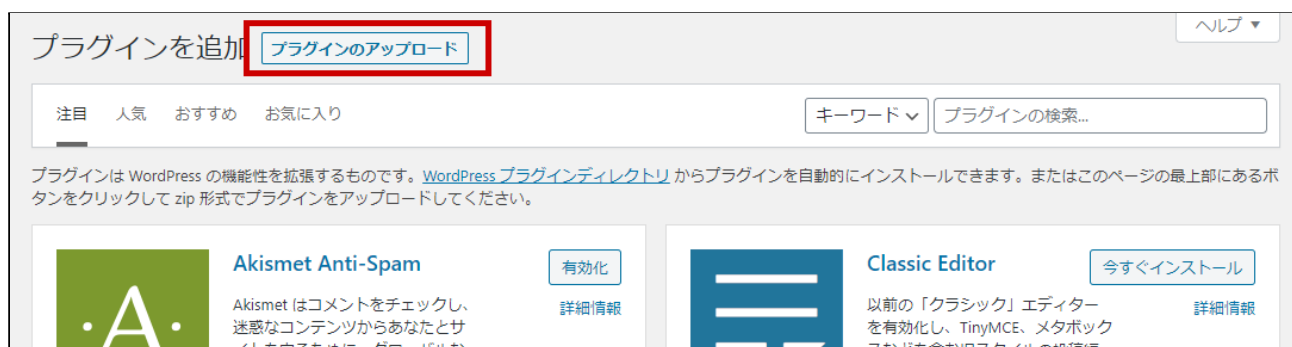 ヘルプ ▼
プラグインを追加 プラグインのアップロード
注目 人気 おすすめ お気に入り キーワード プラグインの検索...
プラグインは WordPress の機能性を拡張するものです。WordPress プラグインディレクトリ からプラグインを自動的にインストールできます。またはこのページの最上部にあるボ
タンをクリックして zip 形式でプラグインをアップロードしてください。
A
Akismet Anti-Spam
有効化
Akismet はコメントをチェックし、
詳細情報
迷惑なコンテンツからあなたとサ
Classic Editor
今すぐインストール
以前の「クラシック」エディター
詳細情報
を有効化し、TinyMCE、メタボック